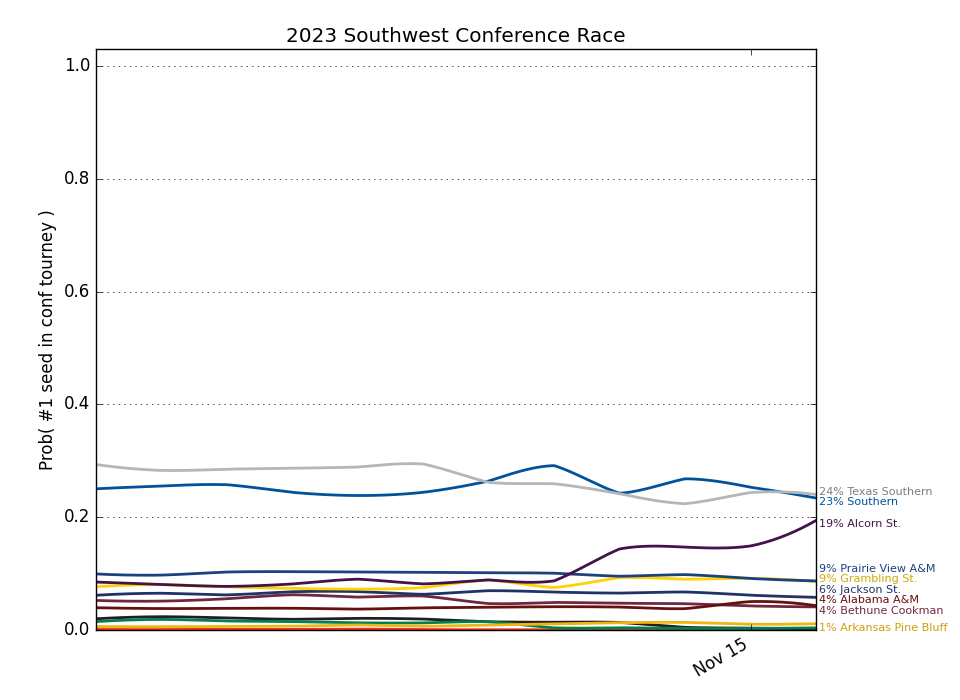 2023 Southwest Conference Race
Prob( #1 seed in conf tourney )
1.0
0.8
0.6
0.4
0.2
0.0
24% Texas Southern
23% Southern
19% Alcorn St.
9% Prairie View A&M
9% Grambling St.
6% Jackson St.
4% Alabama A&M
4% Bethune Cookman
1% Arkansas Pine Bluff
Nov 15